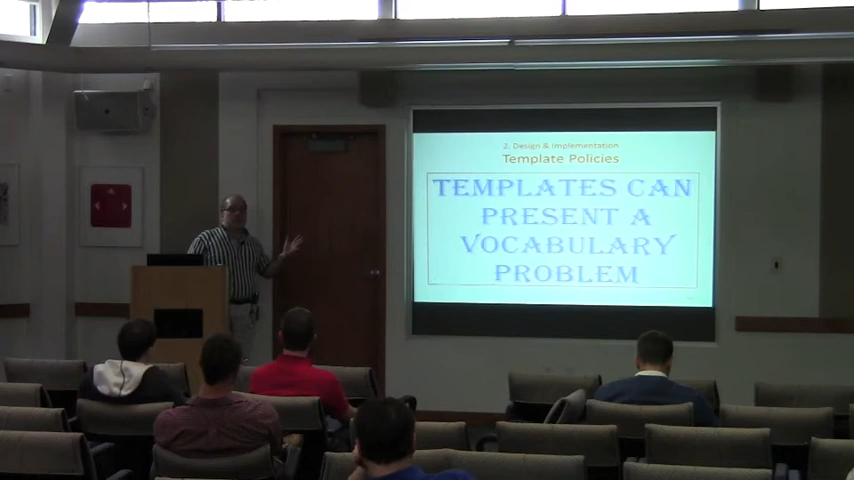 2. Design & Implementation
Template Policies
TEMPLATES CAN
PRESENT A
VOCABULARY
PROBLEM